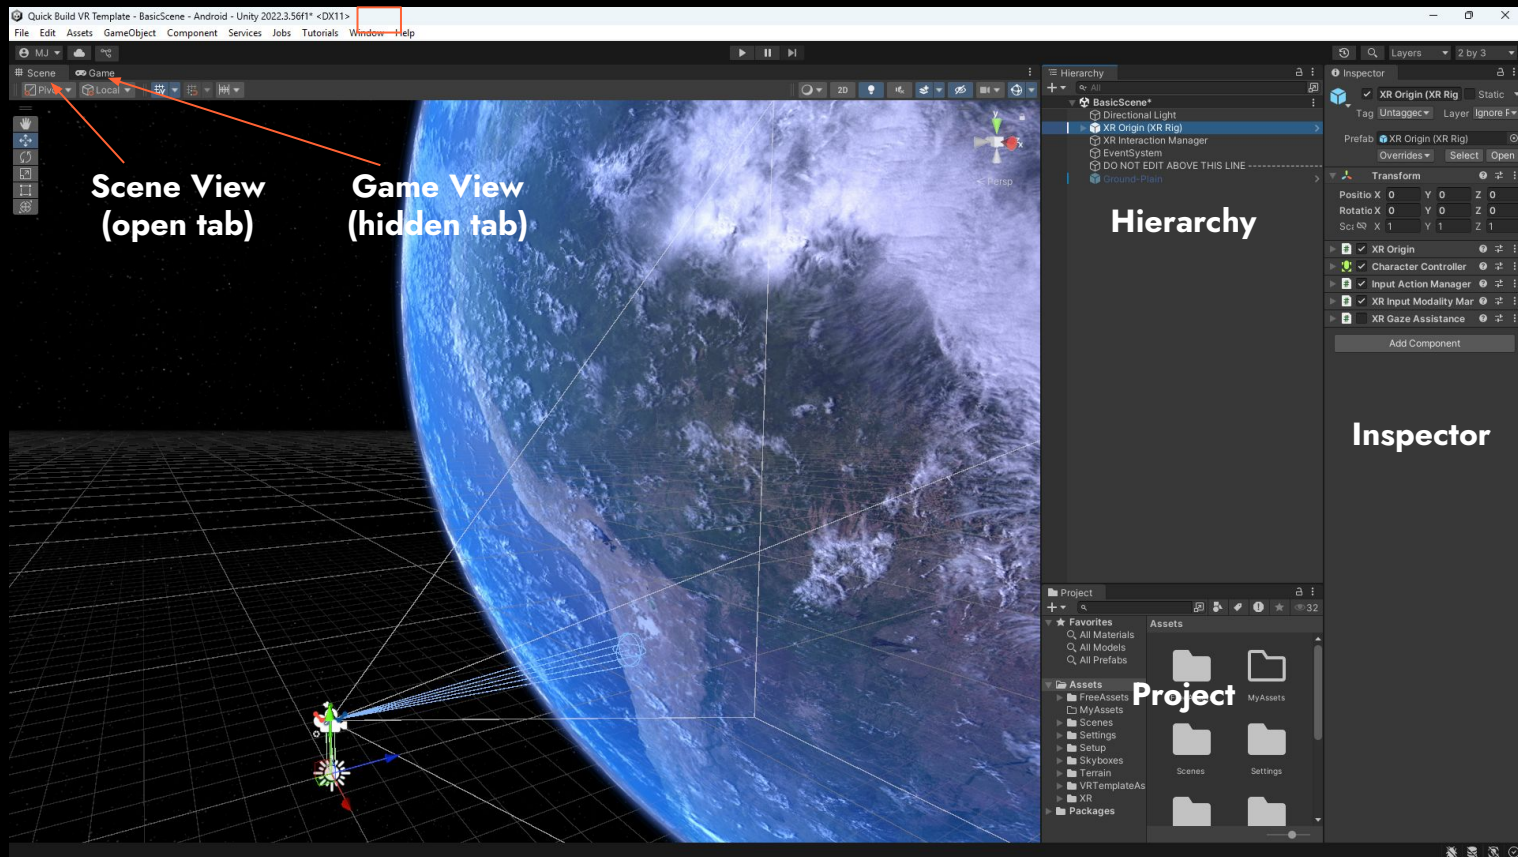 Quick Build VR Template - BasicScene - Android - Unity 2022.3.56f1* <DX11>
File Edit Assets GameObject Component Services Jobs Tutorials Window Help
MJ
Layers
2 by 3
Scene
Game
Local
2D
Scene View
(open tab)
Game View
(hidden tab)
y
x
Persp
Hierarchy
All
BasicScene*
Directional Light
XR Origin (XR Rig)
XR Interaction Manager
EventSystem
DO NOT EDIT ABOVE THIS LINE --------------
Ground-Plain
Hierarchy
Project
32
Favorites
All Materials
All Models
All Prefabs
Assets
FreeAssets
MyAssets
Scenes
Settings
Setup
Skyboxes
Terrain
VRTemplateAs
XR
Packages
Assets
MyAssets
Scenes
Settings
Project
Inspector
XR Origin (XR Rig
Static
Tag Untagged Layer Ignore F
Prefab XR Origin (XR Rig)
Overrides Select Open
Transform
Positio X 0 Y 0 Z 0
Rotatio X 0 Y 0 Z 0
X 1 Y 1 Z 1
XR Origin
Character Controller
Input Action Manager
XR Input Modality Mar
XR Gaze Assistance
Add Component
Inspector